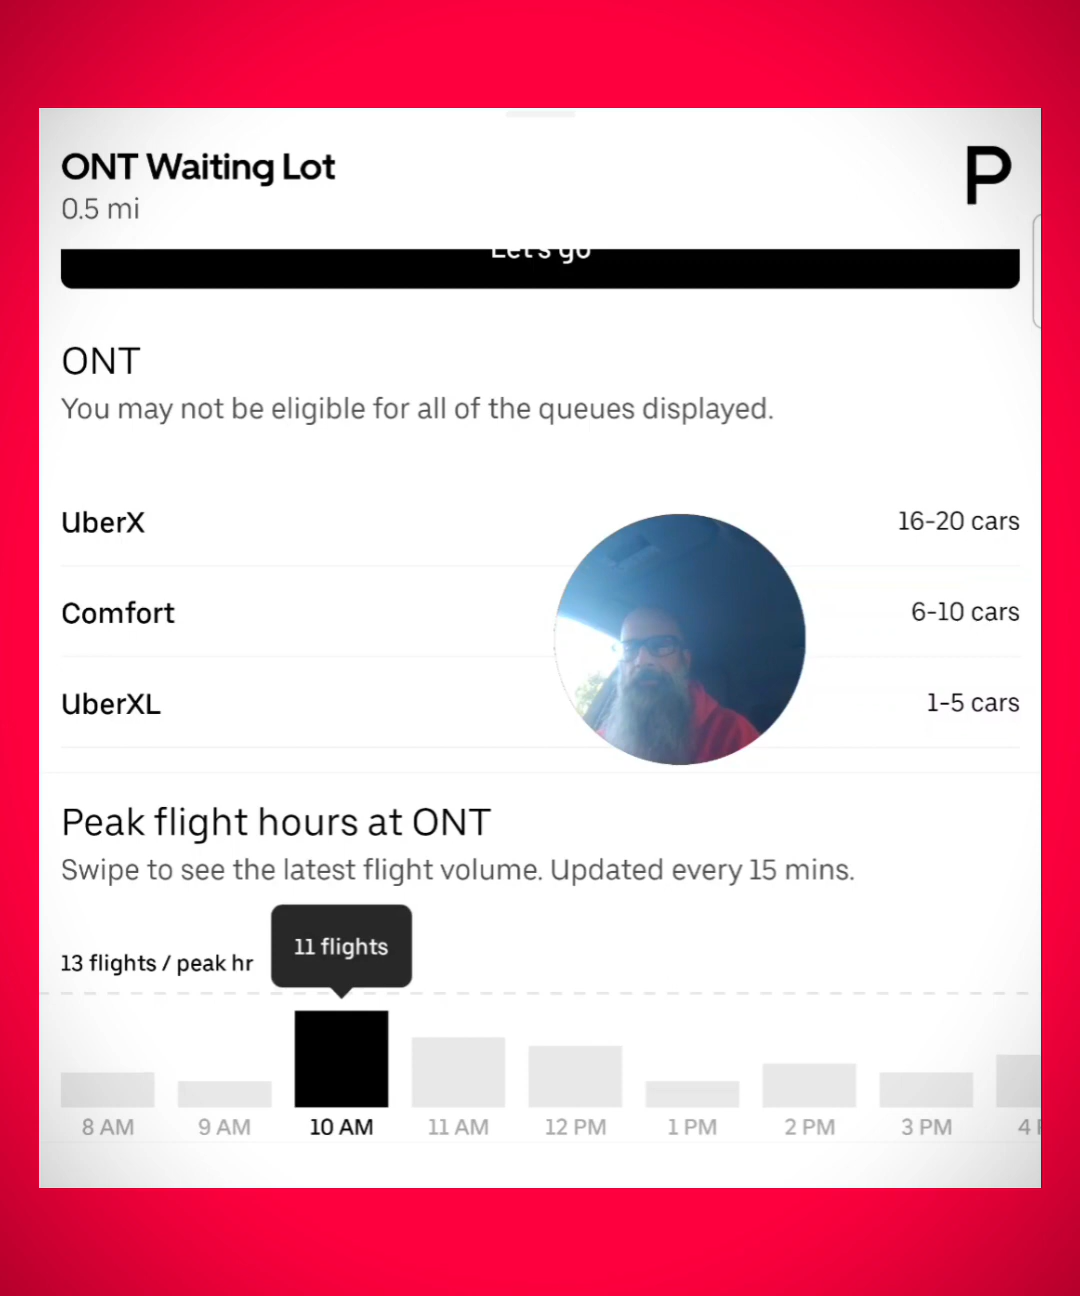 ONT Waiting Lot
P
0.5 mi
Let's go
ONT
You may not be eligible for all of the queues displayed.
UberX
16-20 cars
Comfort
6-10 cars
UberXL
1-5 cars
Peak flight hours at ONT
Swipe to see the latest flight volume. Updated every 15 mins.
11 flights
13 flights / peak hr
8 AM 9 AM 10 AM 11 AM 12 PM 1 PM 2 PM 3 PM 4